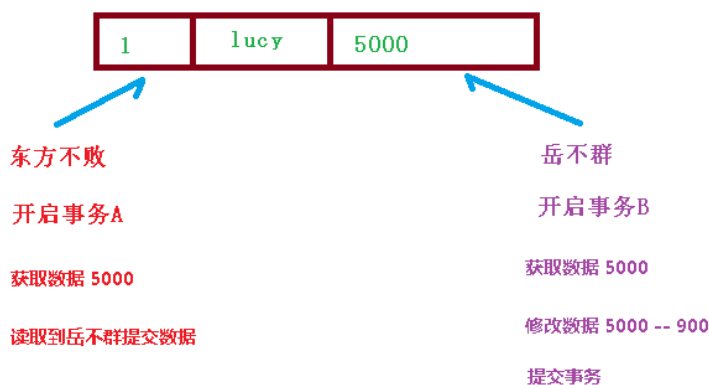 1 lucy 5000
东方不败
开启事务A
获取数据 5000
读取到岳不群提交数据
岳不群
开启事务B
获取数据 5000
修改数据 5000 -- 900
提交事务